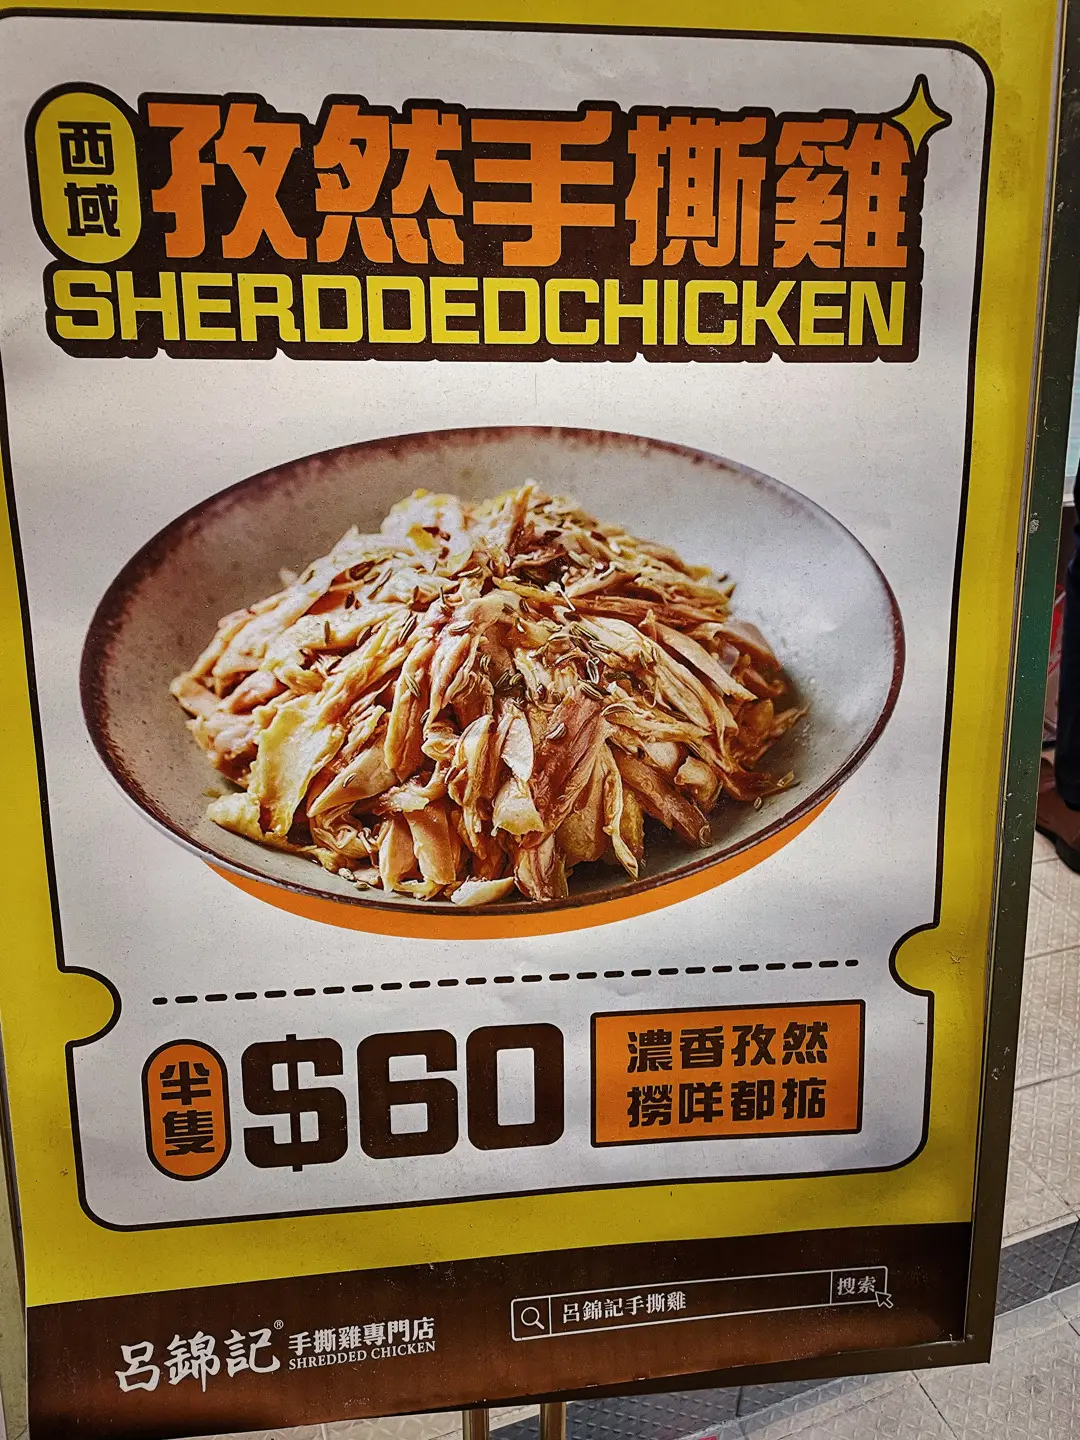 西域
孜然手撕雞
SHERDDEDCHICKEN
半隻
$60
濃香孜然
撈咩都掂
呂錦記® 手撕雞專門店
SHREDDED CHICKEN
呂錦記手撕雞 搜索